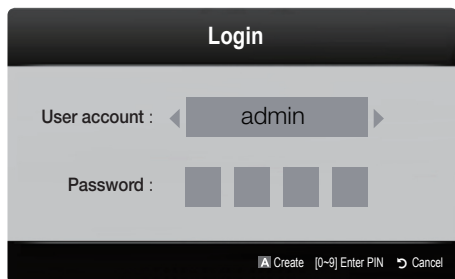 Login
User account : admin
Password :
A Create [0~9] Enter PIN Cancel